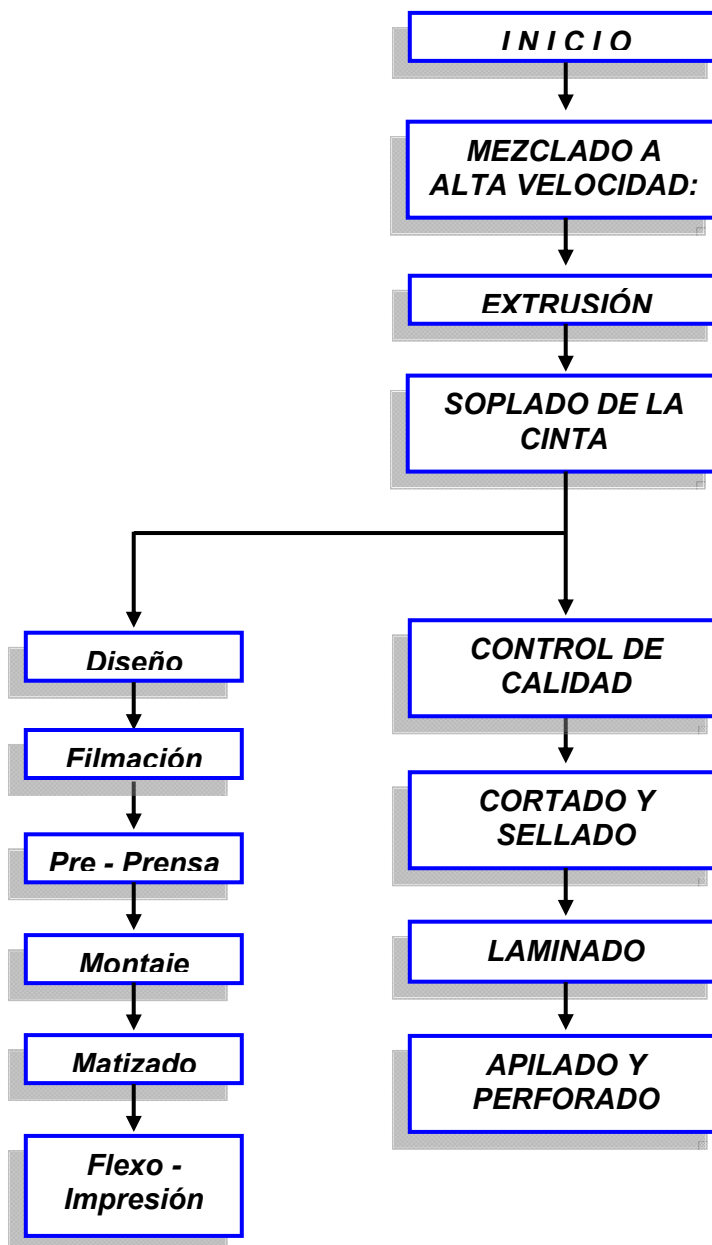 I N I C I O
MEZCLADO A
ALTA VELOCIDAD:
EXTRUSIÓN
SOPLADO DE LA
CINTA
Diseño
Filmación
Pre - Prensa
Montaje
Matizado
Flexo -
Impresión
CONTROL DE
CALIDAD
CORTADO Y
SELLADO
LAMINADO
APILADO Y
PERFORADO